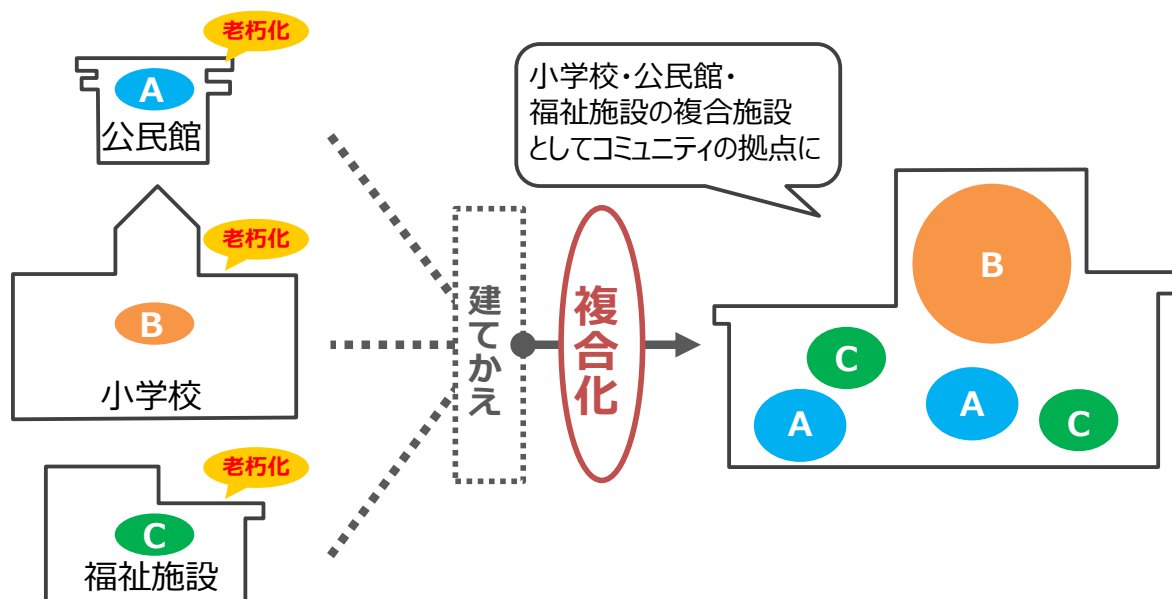 老朽化
A
公民館
老朽化
B
小学校
老朽化
C
福祉施設
建てかえ
複合化
小学校・公民館・
福祉施設の複合施設
としてコミュニティの拠点に
B
C
A
A
C